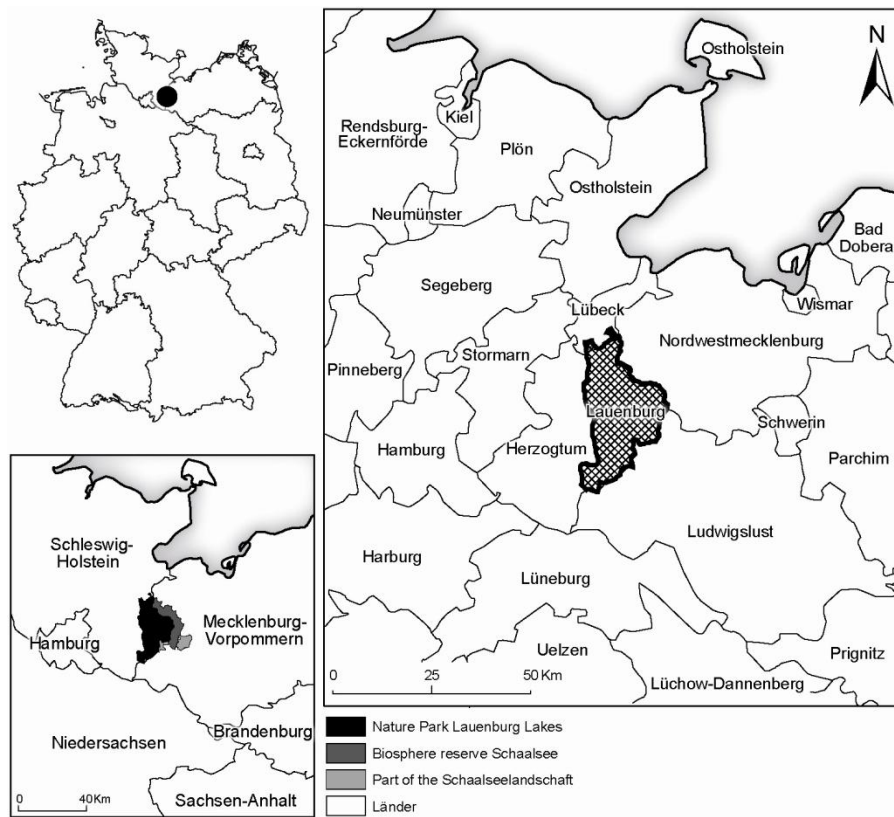 N
Ostholstein
Kiel
Rendsburg-
Eckernförde
Plön
Ostholstein
Neumünster
Bad
Dobera
Segeberg
Wismar
Lübeck
Nordwestmecklenburg
Stormarn
Pinneberg
Lauenburg
Schwerin
Hamburg
Herzogtum
Parchim
Ludwigslust
Harburg
Lüneburg
Uelzen
Prignitz
Lüchow-Dannenberg
0 25 50 Km
Schleswig-
Holstein
Mecklenburg-
Vorpommern
Hamburg
Brandenburg
Niedersachsen
Sachsen-Anhalt
0 40Km
Nature Park Lauenburg Lakes
Biosphere reserve Schaalsee
Part of the Schaalseelandschaft
Länder